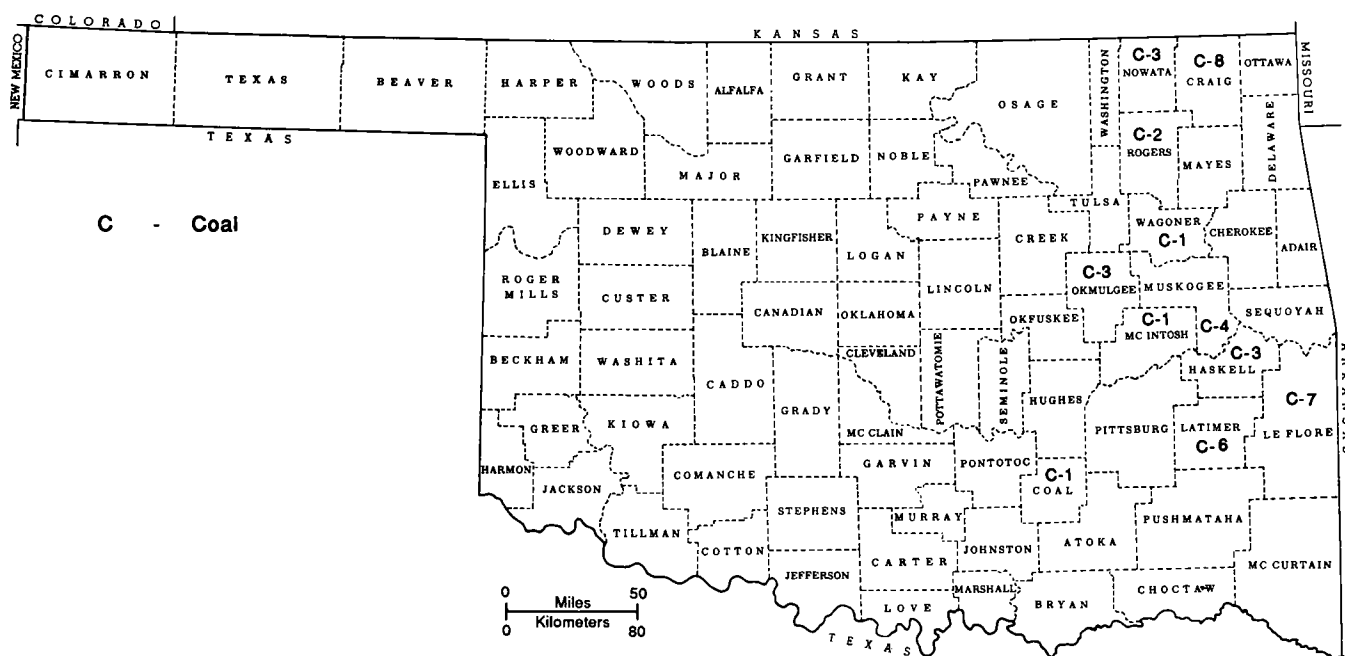 COLORADO
KANSAS
NEW MEXICO
MISSOURI
CIMARRON
TEXAS
BEAVER
HARPER
WOODS
ALFALFA
GRANT
KAY
OSAGE
WASHINGTON
C-3
NOWATA
C-8
CRAIG
OTTAWA
TEXAS
WOODWARD
ELLIS
MAJOR
GARFIELD
NOBLE
PAWNEE
C-2
ROGERS
MAYES
DELAWARE
C - Coal
DEWEY
BLAINE
KINGFISHER
LOGAN
PAYNE
CREEK
TULSA
WAGONER
C-1
CHEROKEE
ADAIR
ROGER
MILLS
CUSTER
CANADIAN
OKLAHOMA
LINCOLN
OKFUSKEE
C-3
OKMULGEE
MUSKOGEE
C-4
SEQUOYAH
C-1
MC INTOSH
BECKHAM
WASHITA
CADDO
GRADY
CLEVELAND
POTTAWATOMIE
SEMINOLE
HUGHES
C-3
HASKELL
C-7
LE FLORE
GREER
KIOWA
MC CLAIN
PITTSBURG
LATIMER
C-6
HARMON
JACKSON
COMANCHE
GARVIN
PONTOTOC
C-1
COAL
TILLMAN
COTTON
STEPHENS
MURRAY
JOHNSTON
ATOKA
PUSHMATAHA
MC CURTAIN
JEFFERSON
CARTER
LOVE
MARSHALL
BRYAN
CHOCTAW
0 50
Miles
Kilometers
0 80
TEXAS